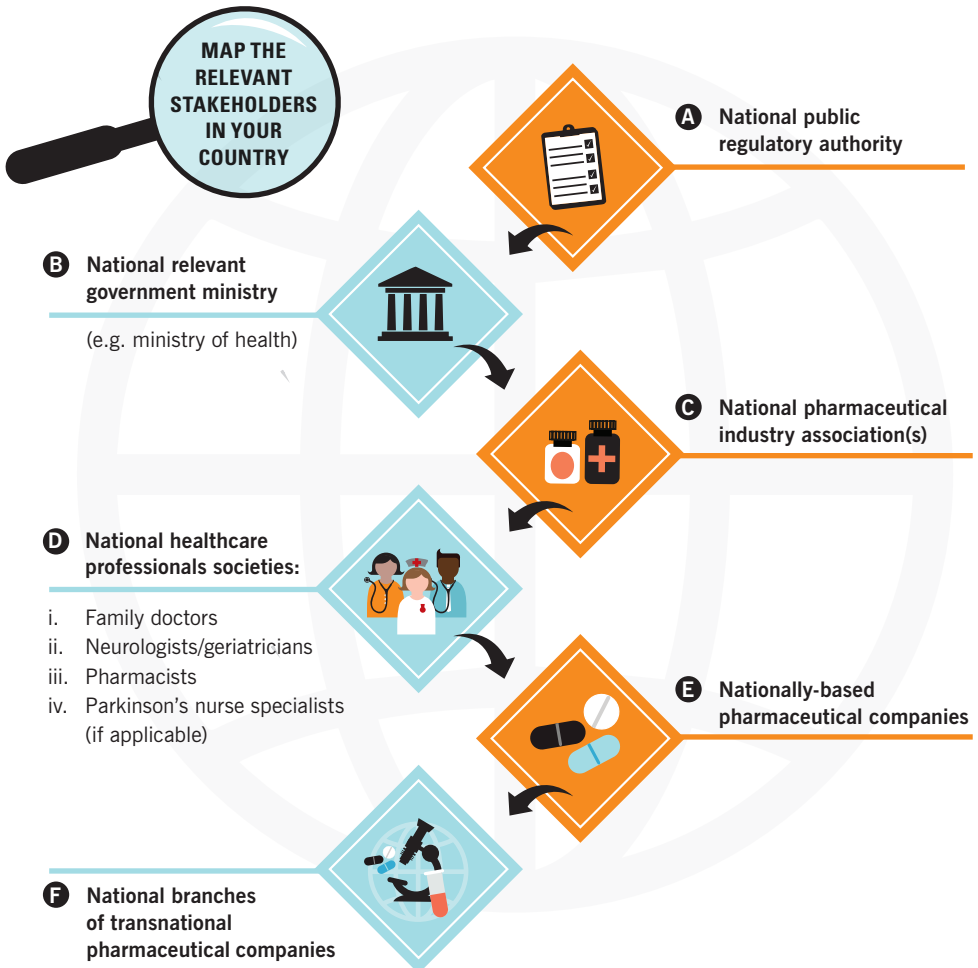 MAP THE
RELEVANT
STAKEHOLDERS
IN YOUR
COUNTRY
A National public
regulatory authority
B National relevant
government ministry
(e.g. ministry of health)
C National pharmaceutical
industry association(s)
D National healthcare
professionals societies:
i. Family doctors
ii. Neurologists/geriatricians
iii. Pharmacists
iv. Parkinson’s nurse specialists
(if applicable)
E Nationally-based
pharmaceutical companies
F National branches
of transnational
pharmaceutical companies